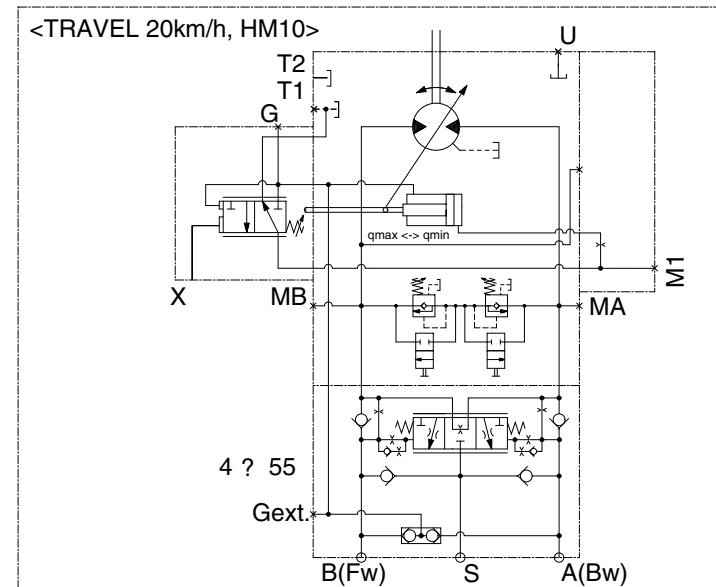 <TRAVEL 20km/h, HM10>
U
T2
T1
G
qmax <-> qmin
X
MB
MA
M1
4 ? 55
Gext.
B(Fw)
S
A(Bw)